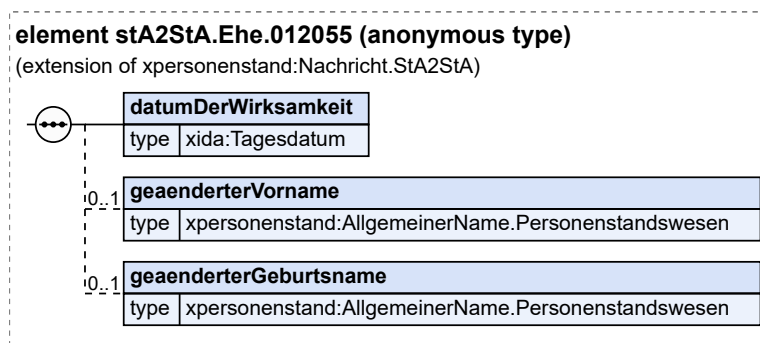 element stA2StA.Ehe.012055 (anonymous type)
(extension of xpersonenstand:Nachricht.StA2StA)
datumDerWirksamkeit
type xida:Tagesdatum
0..1 geaenderterVorname
type xpersonenstand:AllgemeinerName.Personenstandswesen
0..1 geaenderterGeburtsname
type xpersonenstand:AllgemeinerName.Personenstandswesen